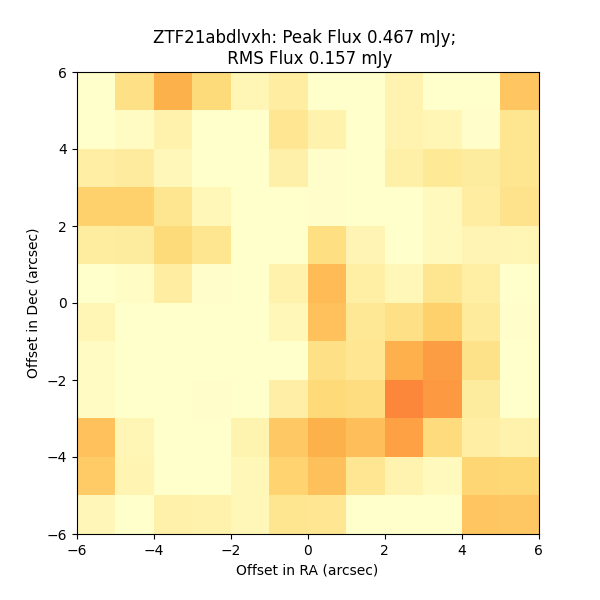 ZTF21abdlvxh: Peak Flux 0.467 mJy;
RMS Flux 0.157 mJy
6
4
2
0
−2
−4
−6
Offset in Dec (arcsec)
−6 −4 −2 0 2 4 6
Offset in RA (arcsec)